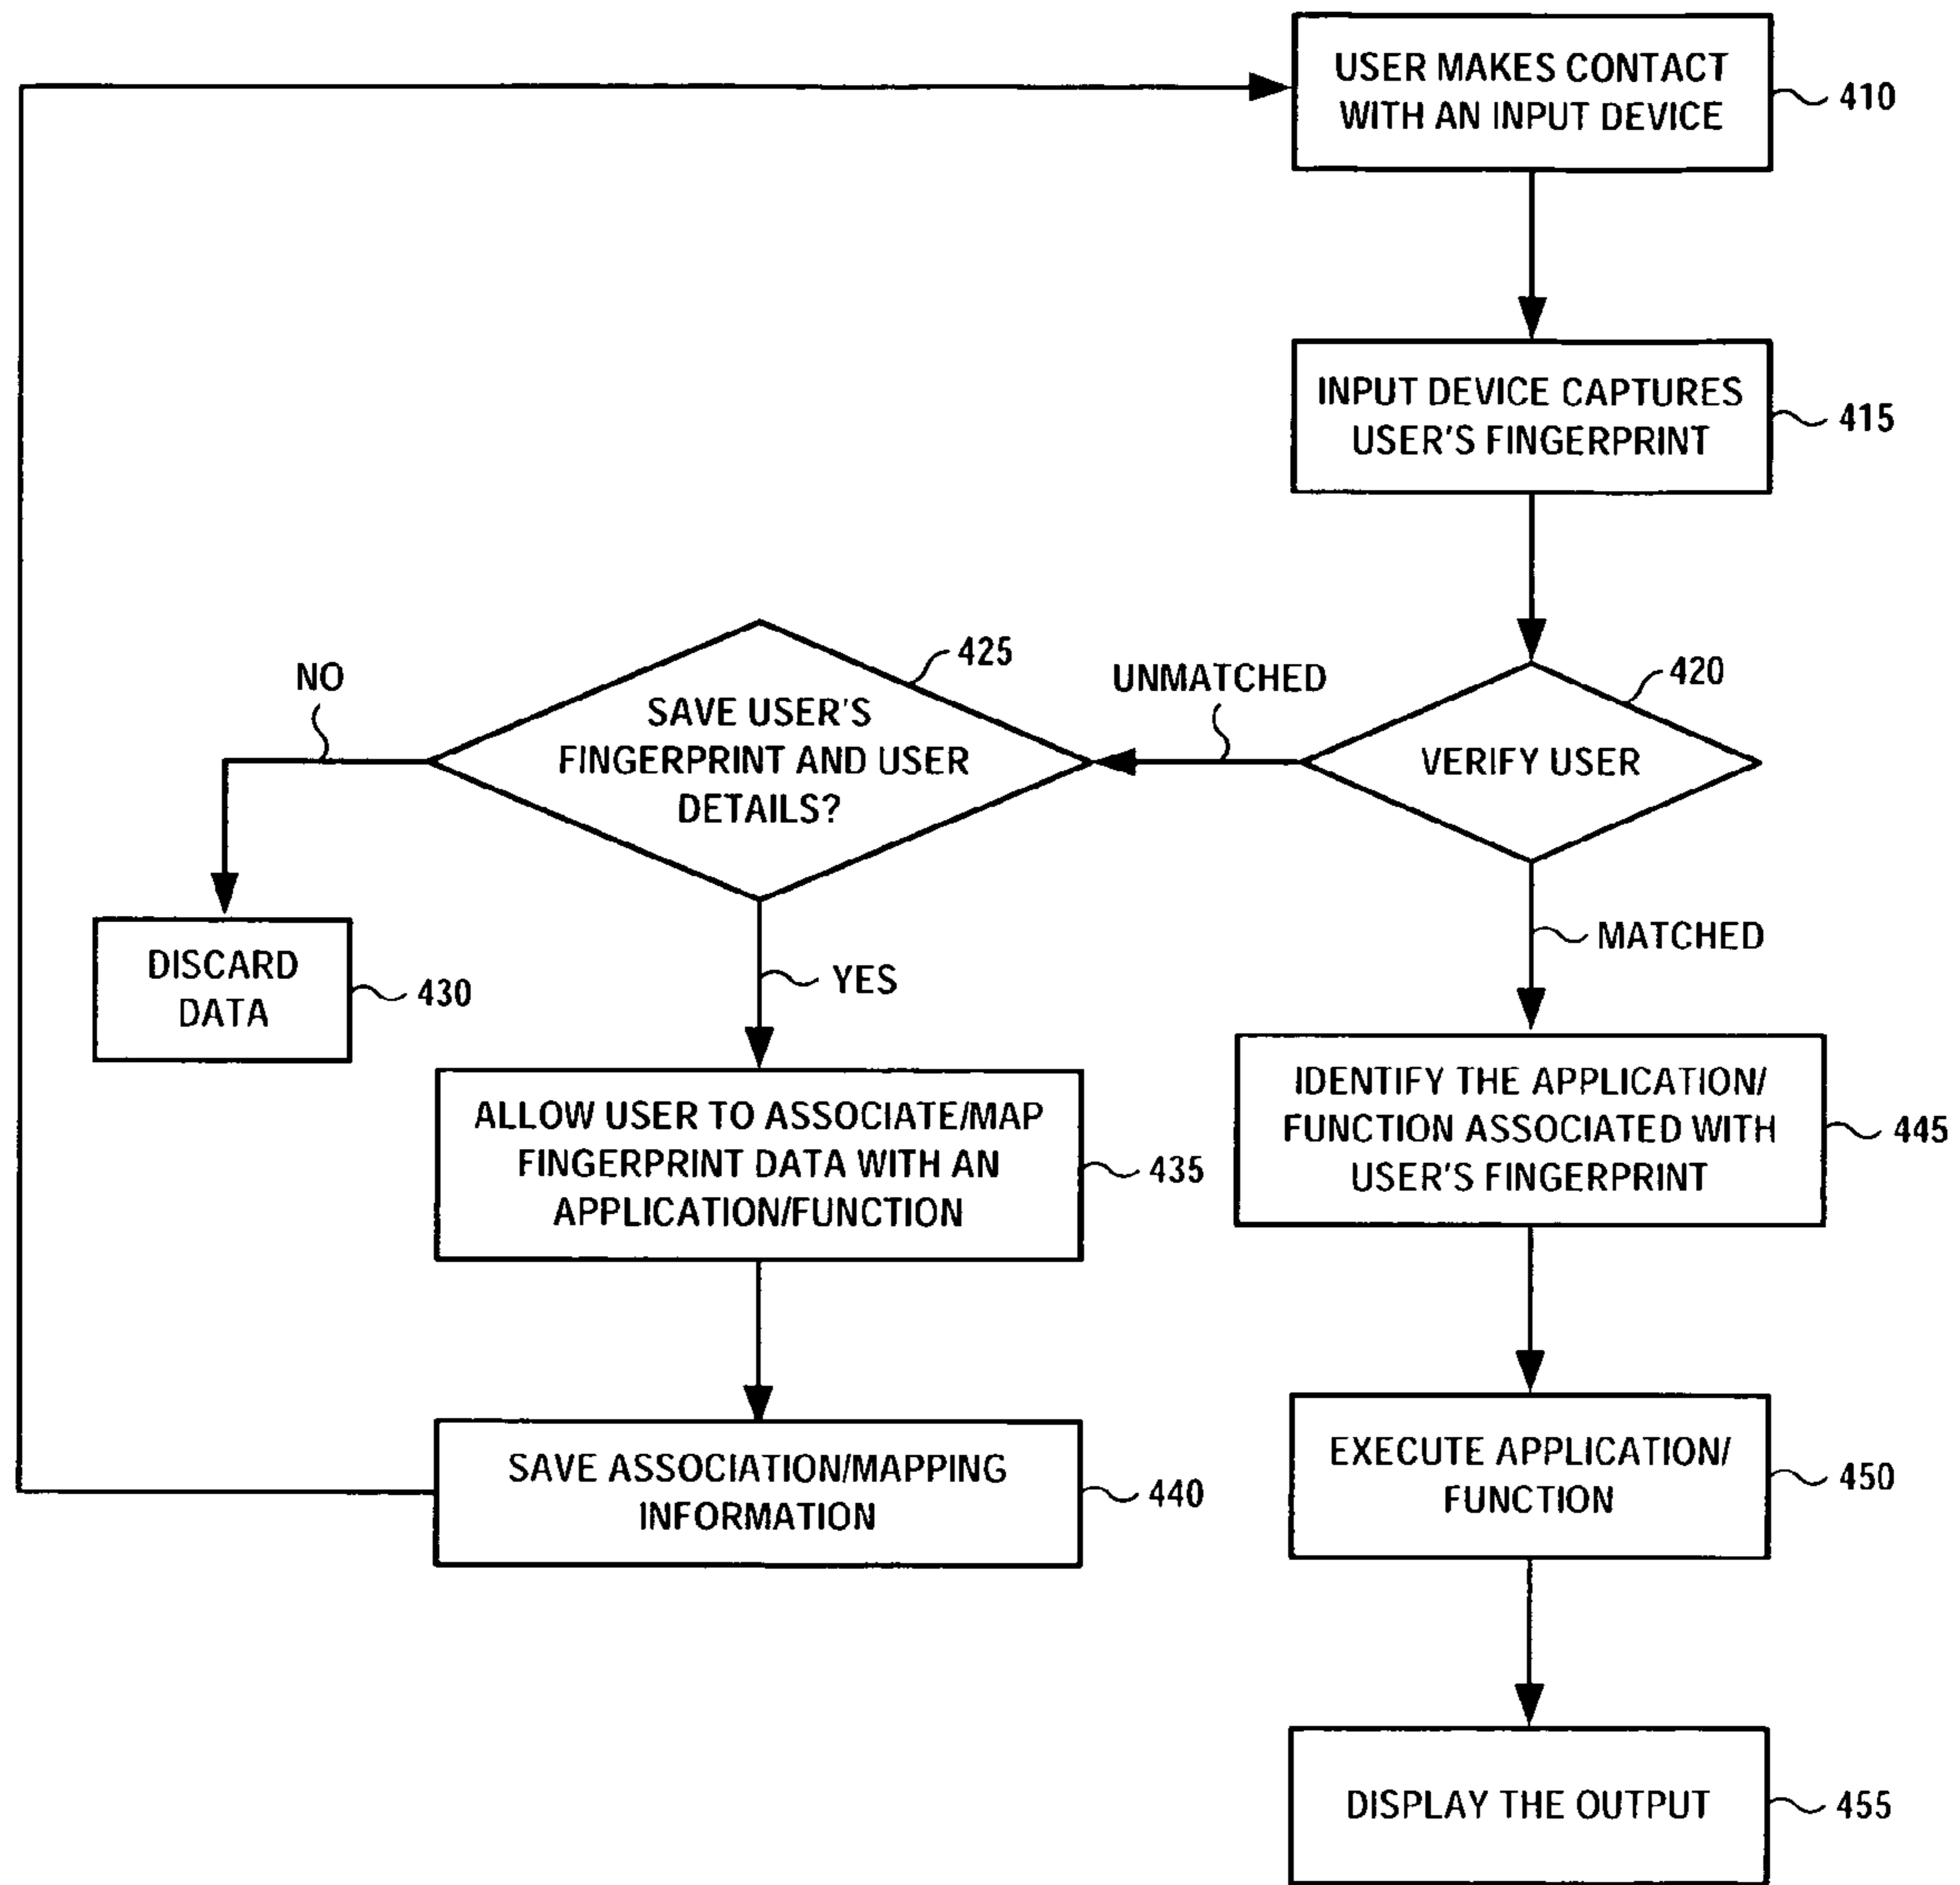 USER MAKES CONTACT
WITH AN INPUT DEVICE
410
INPUT DEVICE CAPTURES
USER'S FINGERPRINT
415
VERIFY USER
420
UNMATCHED
MATCHED
SAVE USER'S
FINGERPRINT AND USER
DETAILS?
425
NO
YES
DISCARD
DATA
430
ALLOW USER TO ASSOCIATE/MAP
FINGERPRINT DATA WITH AN
APPLICATION/FUNCTION
435
SAVE ASSOCIATION/MAPPING
INFORMATION
440
IDENTIFY THE APPLICATION/
FUNCTION ASSOCIATED WITH
USER'S FINGERPRINT
445
EXECUTE APPLICATION/
FUNCTION
450
DISPLAY THE OUTPUT
455